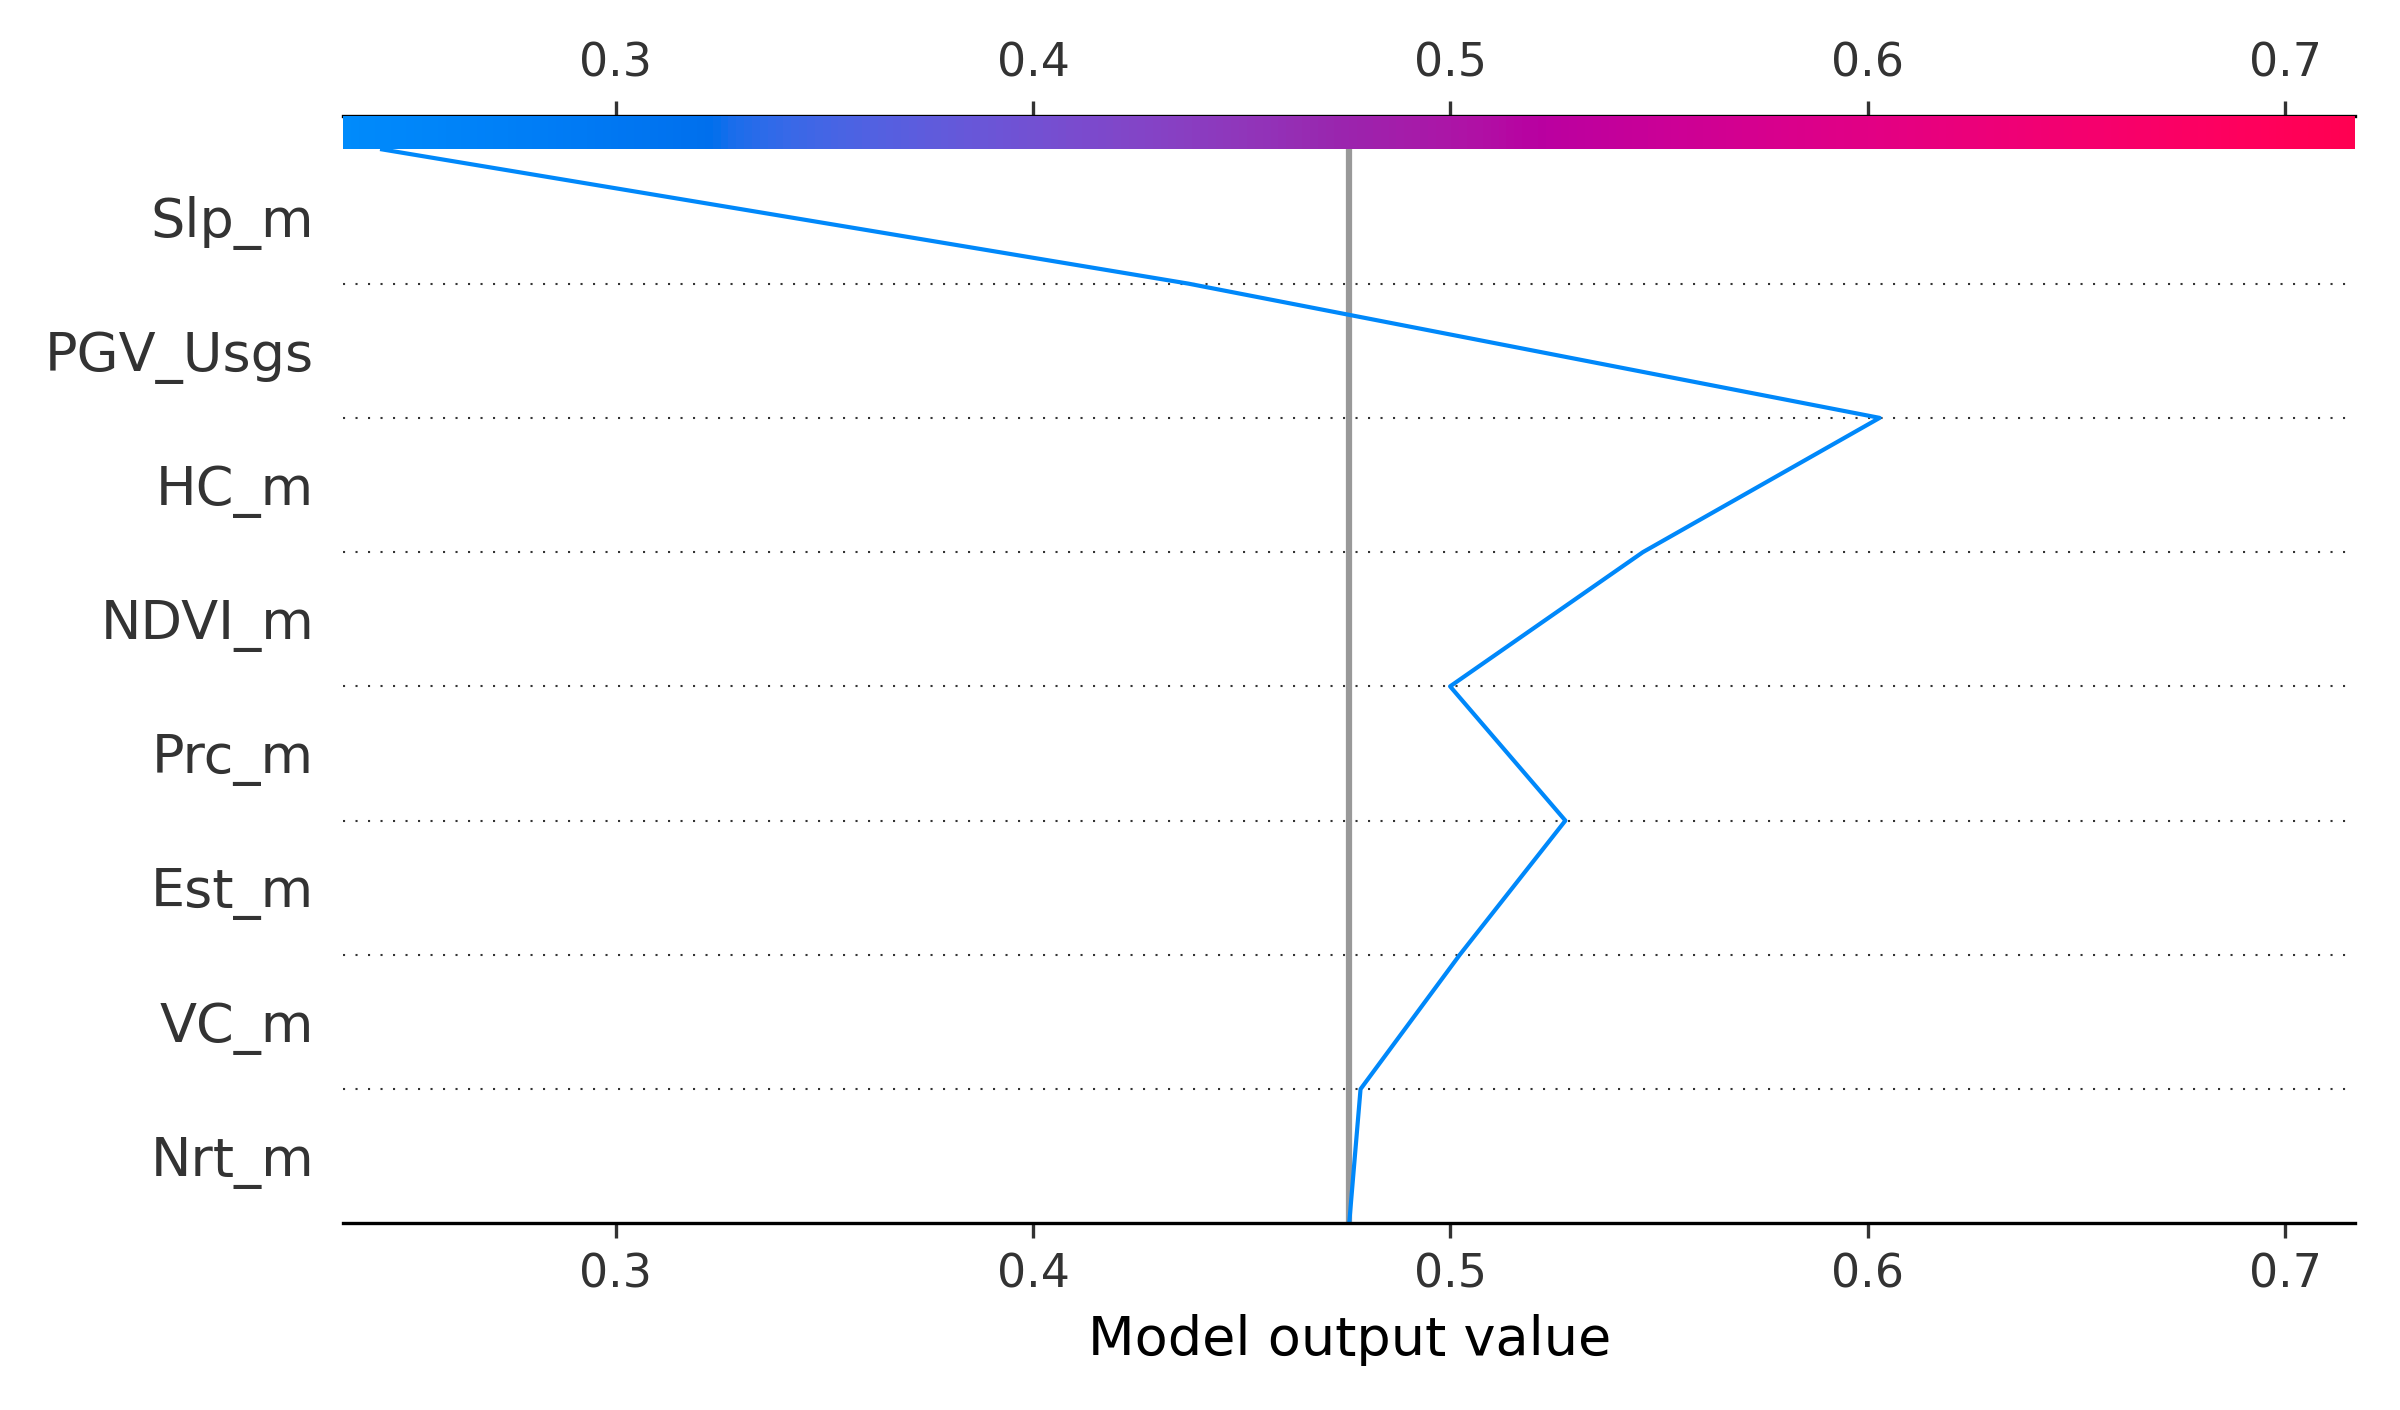 0.3 0.4 0.5 0.6 0.7
Slp_m
PGV_Usgs
HC_m
NDVI_m
Prc_m
Est_m
VC_m
Nrt_m
0.3 0.4 0.5 0.6 0.7
Model output value